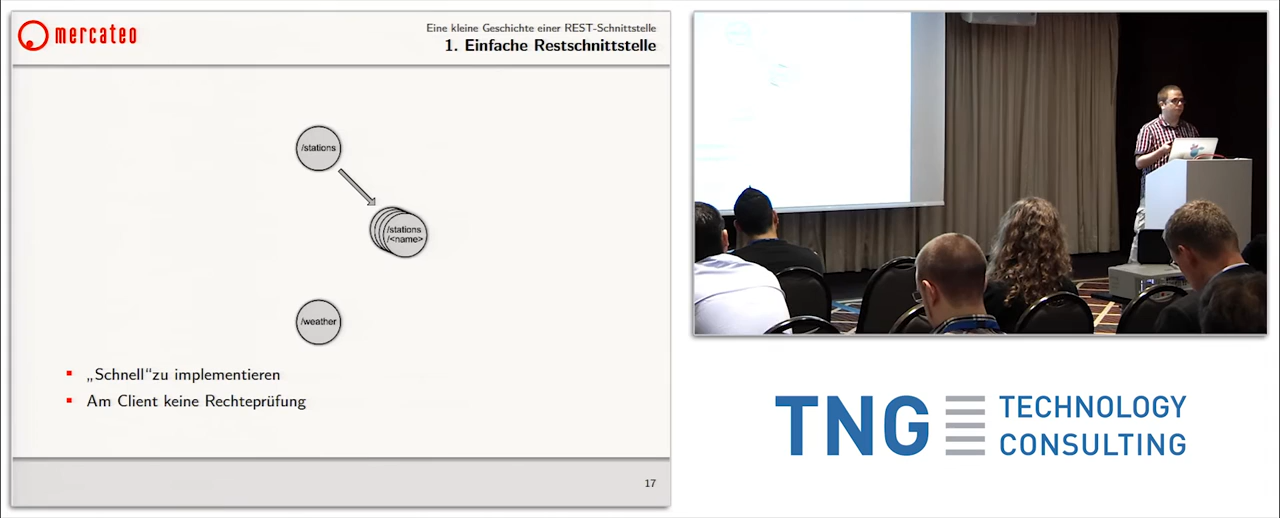 mercateo
Eine kleine Geschichte einer REST-Schnittstelle
1. Einfache Restschnittstelle
/stations
/stations
/<name>
/weather
„Schnell“zu implementieren
Am Client keine Rechteprüfung
17
TNG TECHNOLOGY
CONSULTING